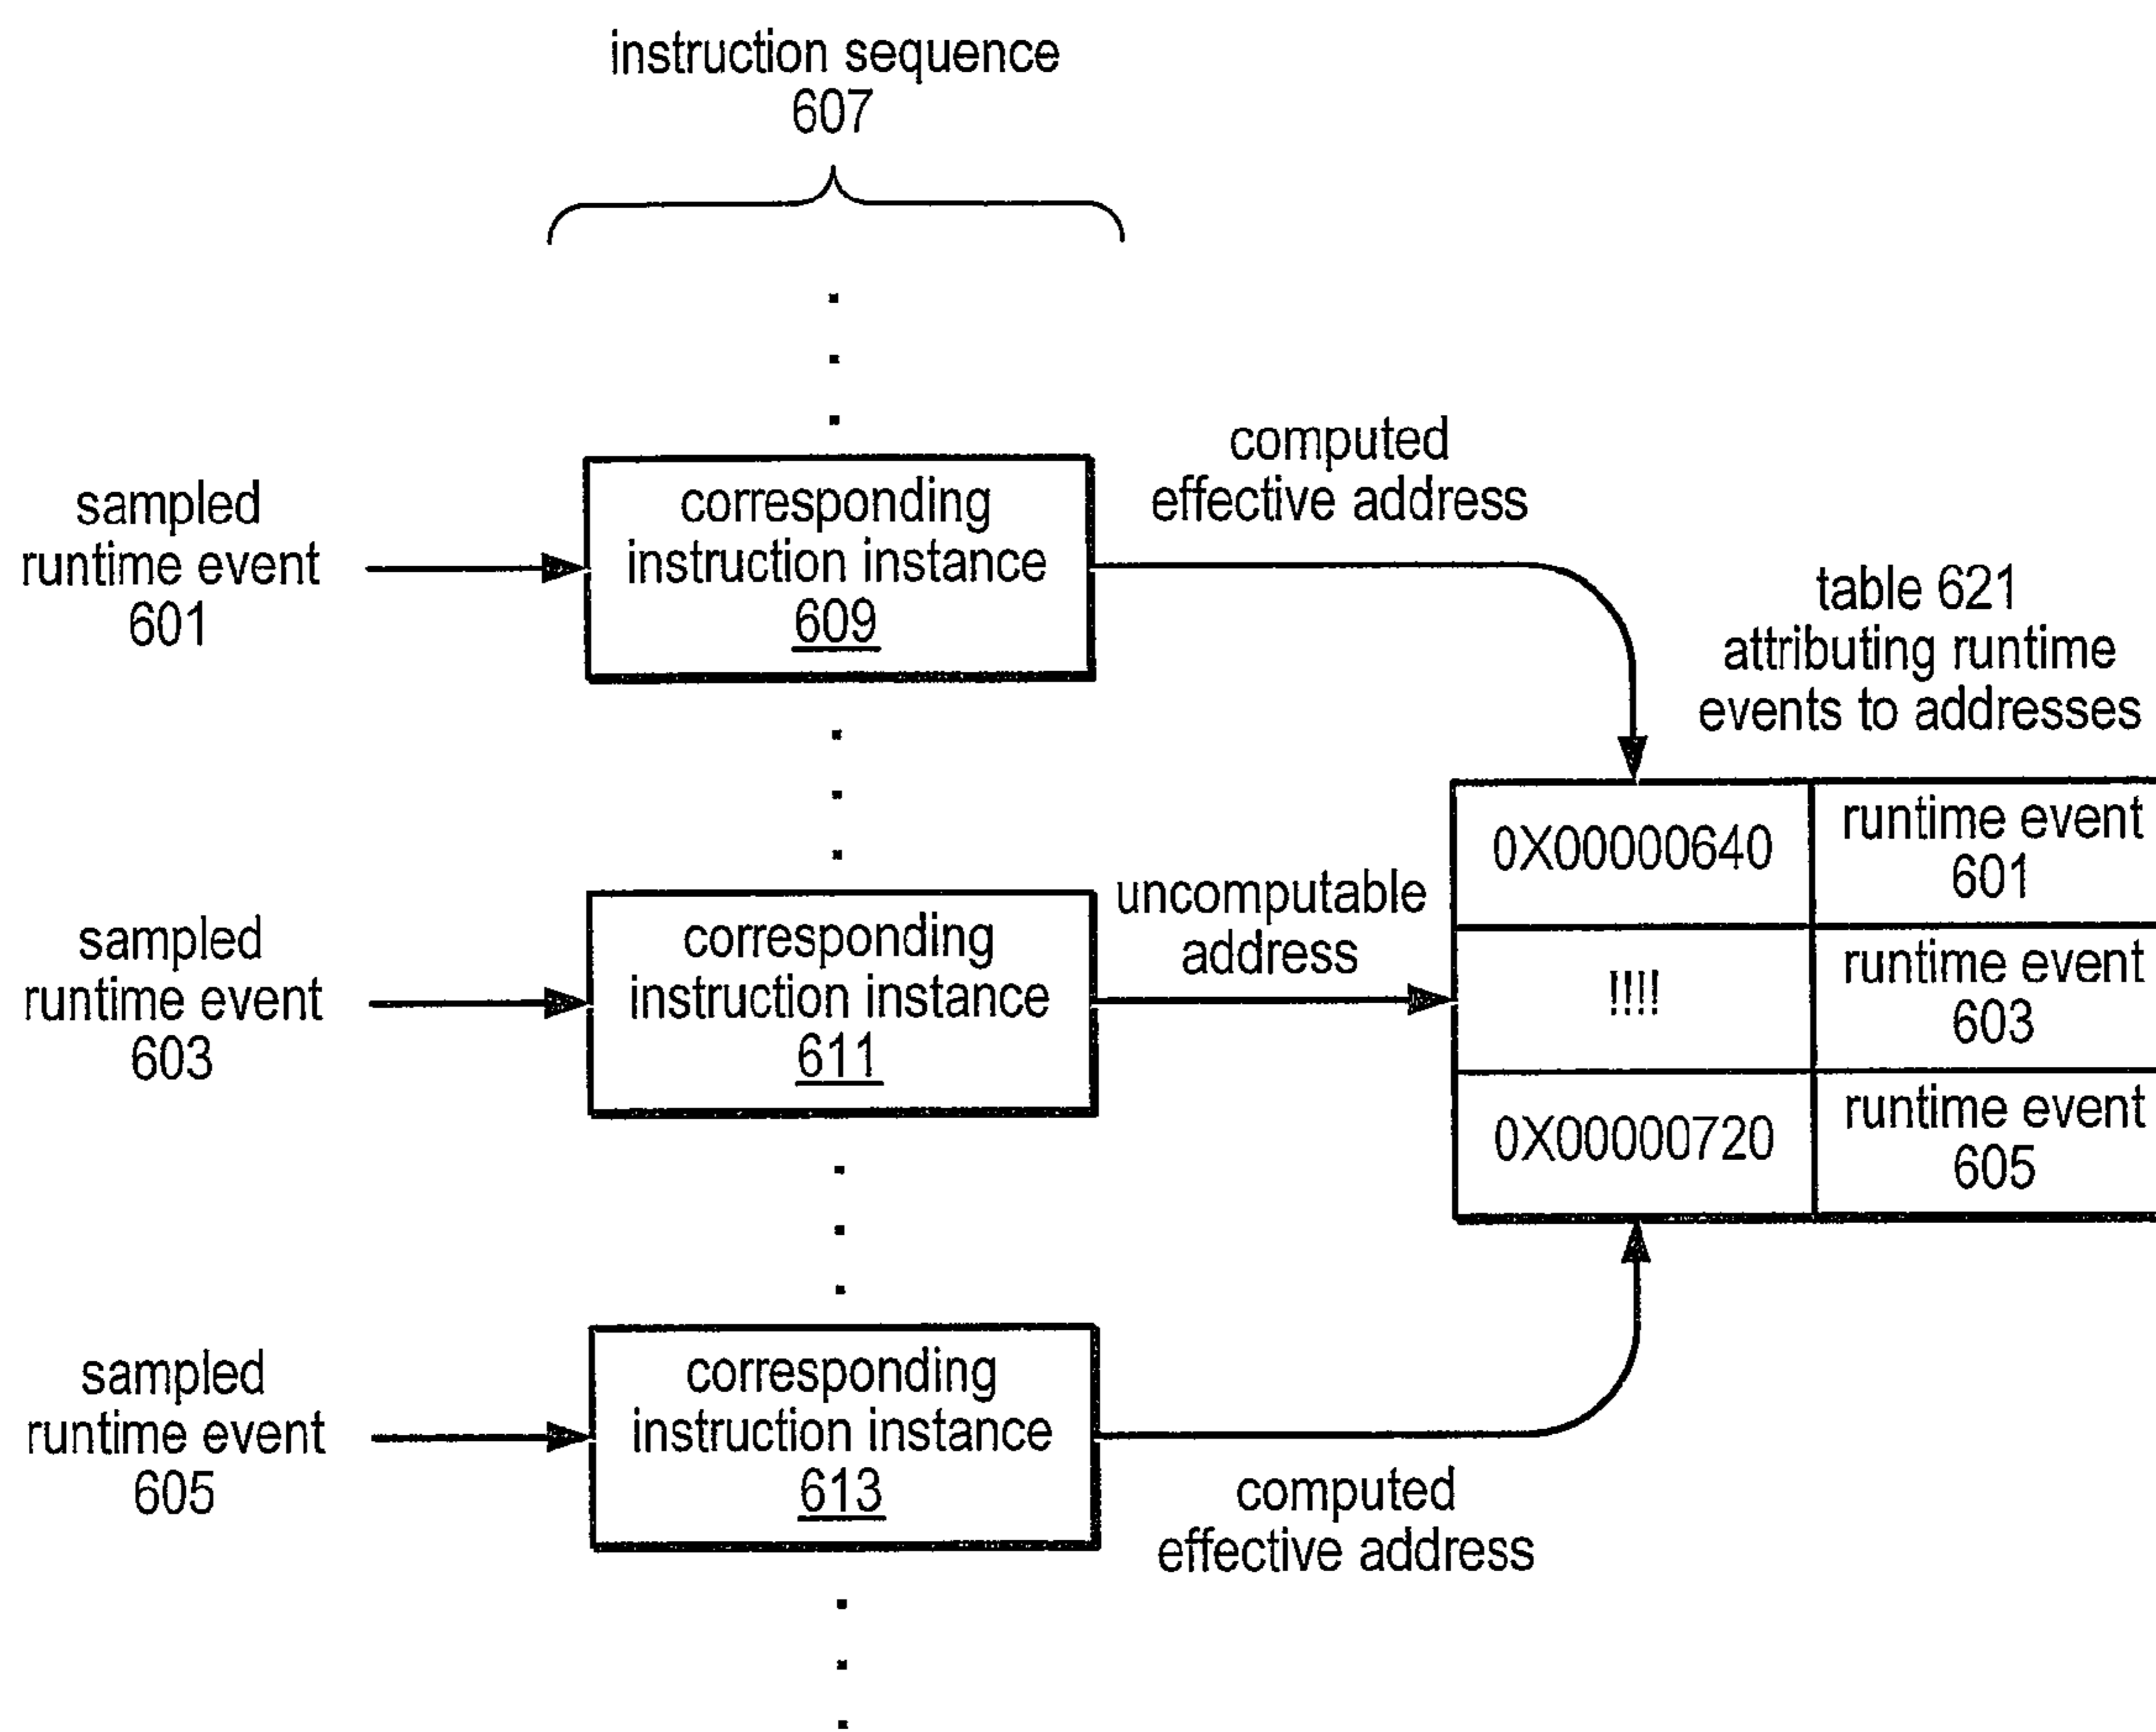 instruction sequence
607
sampled
runtime event
601
corresponding
instruction instance
609
computed
effective address
table 621
attributing runtime
events to addresses
sampled
runtime event
603
corresponding
instruction instance
611
uncomputable
address
0X00000640
runtime event
601
!!!!
runtime event
603
0X00000720
runtime event
605
sampled
runtime event
605
corresponding
instruction instance
613
computed
effective address